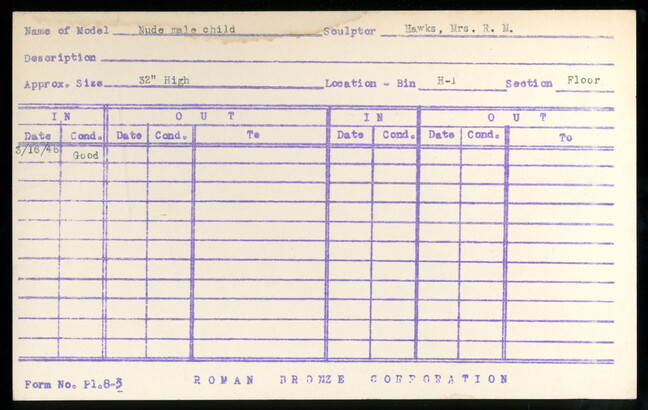 Name of Model Nude male child Sculptor Hawks, Mrs. R. M.
Description
Approx. Size 32" High Location - Bin H-1 Section Floor
IN OUT IN OUT
Date Cond. Date Cond. To Date Cond. Date Cond. To
3/16/46 Good
Form No. Pl.8-3 ROMAN BRONZE CORPORATION